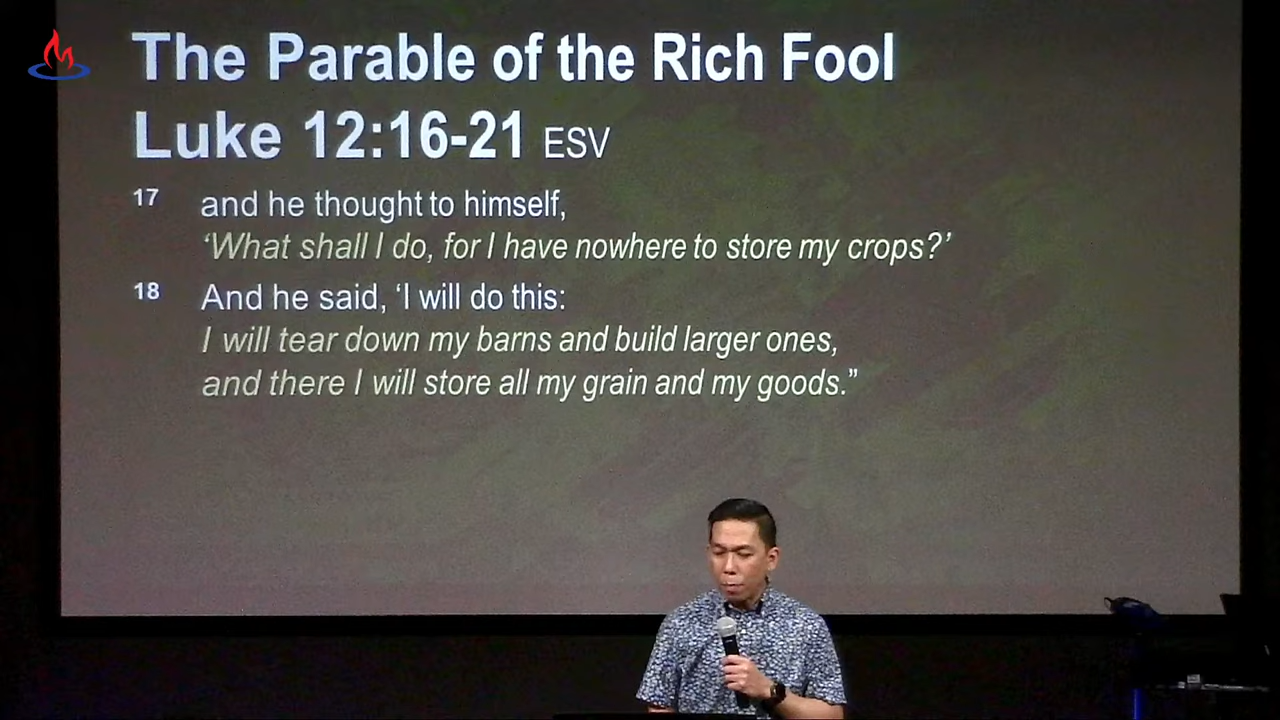 The Parable of the Rich Fool
Luke 12:16-21 ESV
17 and he thought to himself,
‘What shall I do, for I have nowhere to store my crops?’
18 And he said, ‘I will do this:
I will tear down my barns and build larger ones,
and there I will store all my grain and my goods.”